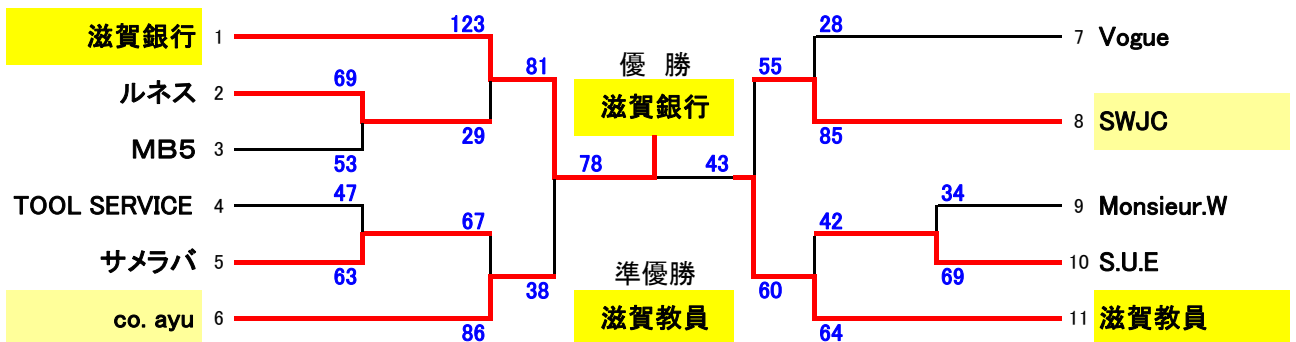 滋賀銀行 1 123 28 7 Vogue
81 優 勝 55
ルネス 2 69 滋賀銀行
29 85 8 SWJC
MB5 3 53
78 43
TOOL SERVICE 4 47 34 9 Monsieur.W
67 42
サメラバ 5 63 69 10 S.U.E
38 準優勝 60
co. ayu 6 86 滋賀教員 64 11 滋賀教員